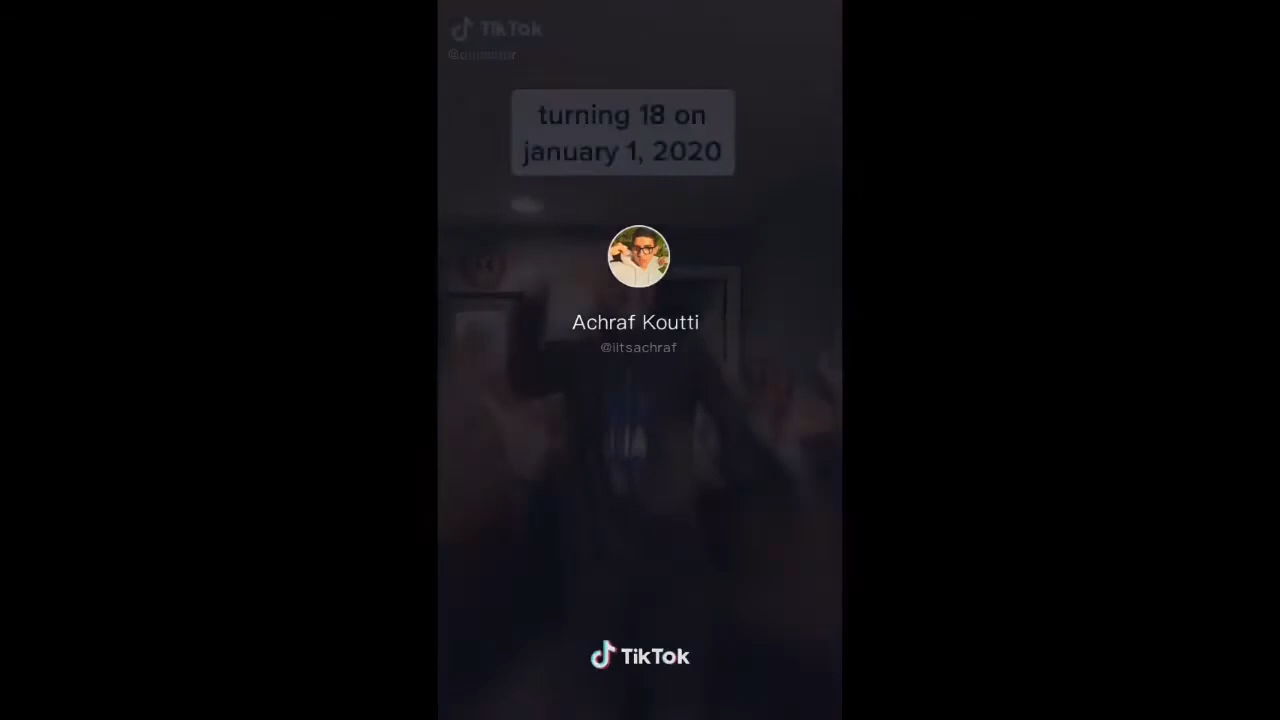 TikTok
turning 18 on
january 1, 2020
Achraf Koutti
@iitsachraf
TikTok